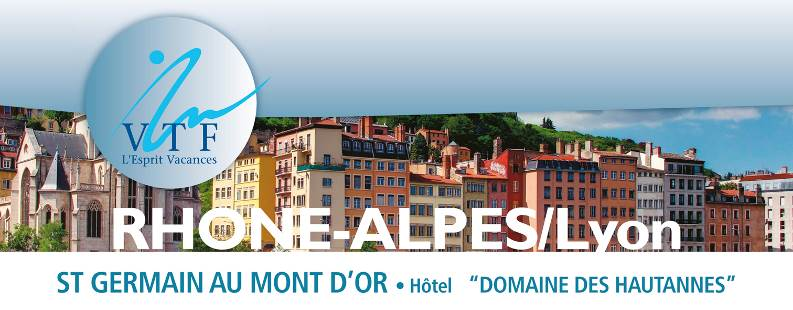 VTF
L'Esprit Vacances
RHONE-ALPES/Lyon
ST GERMAIN AU MONT D'OR • Hôtel "DOMAINE DES HAUTANNES"